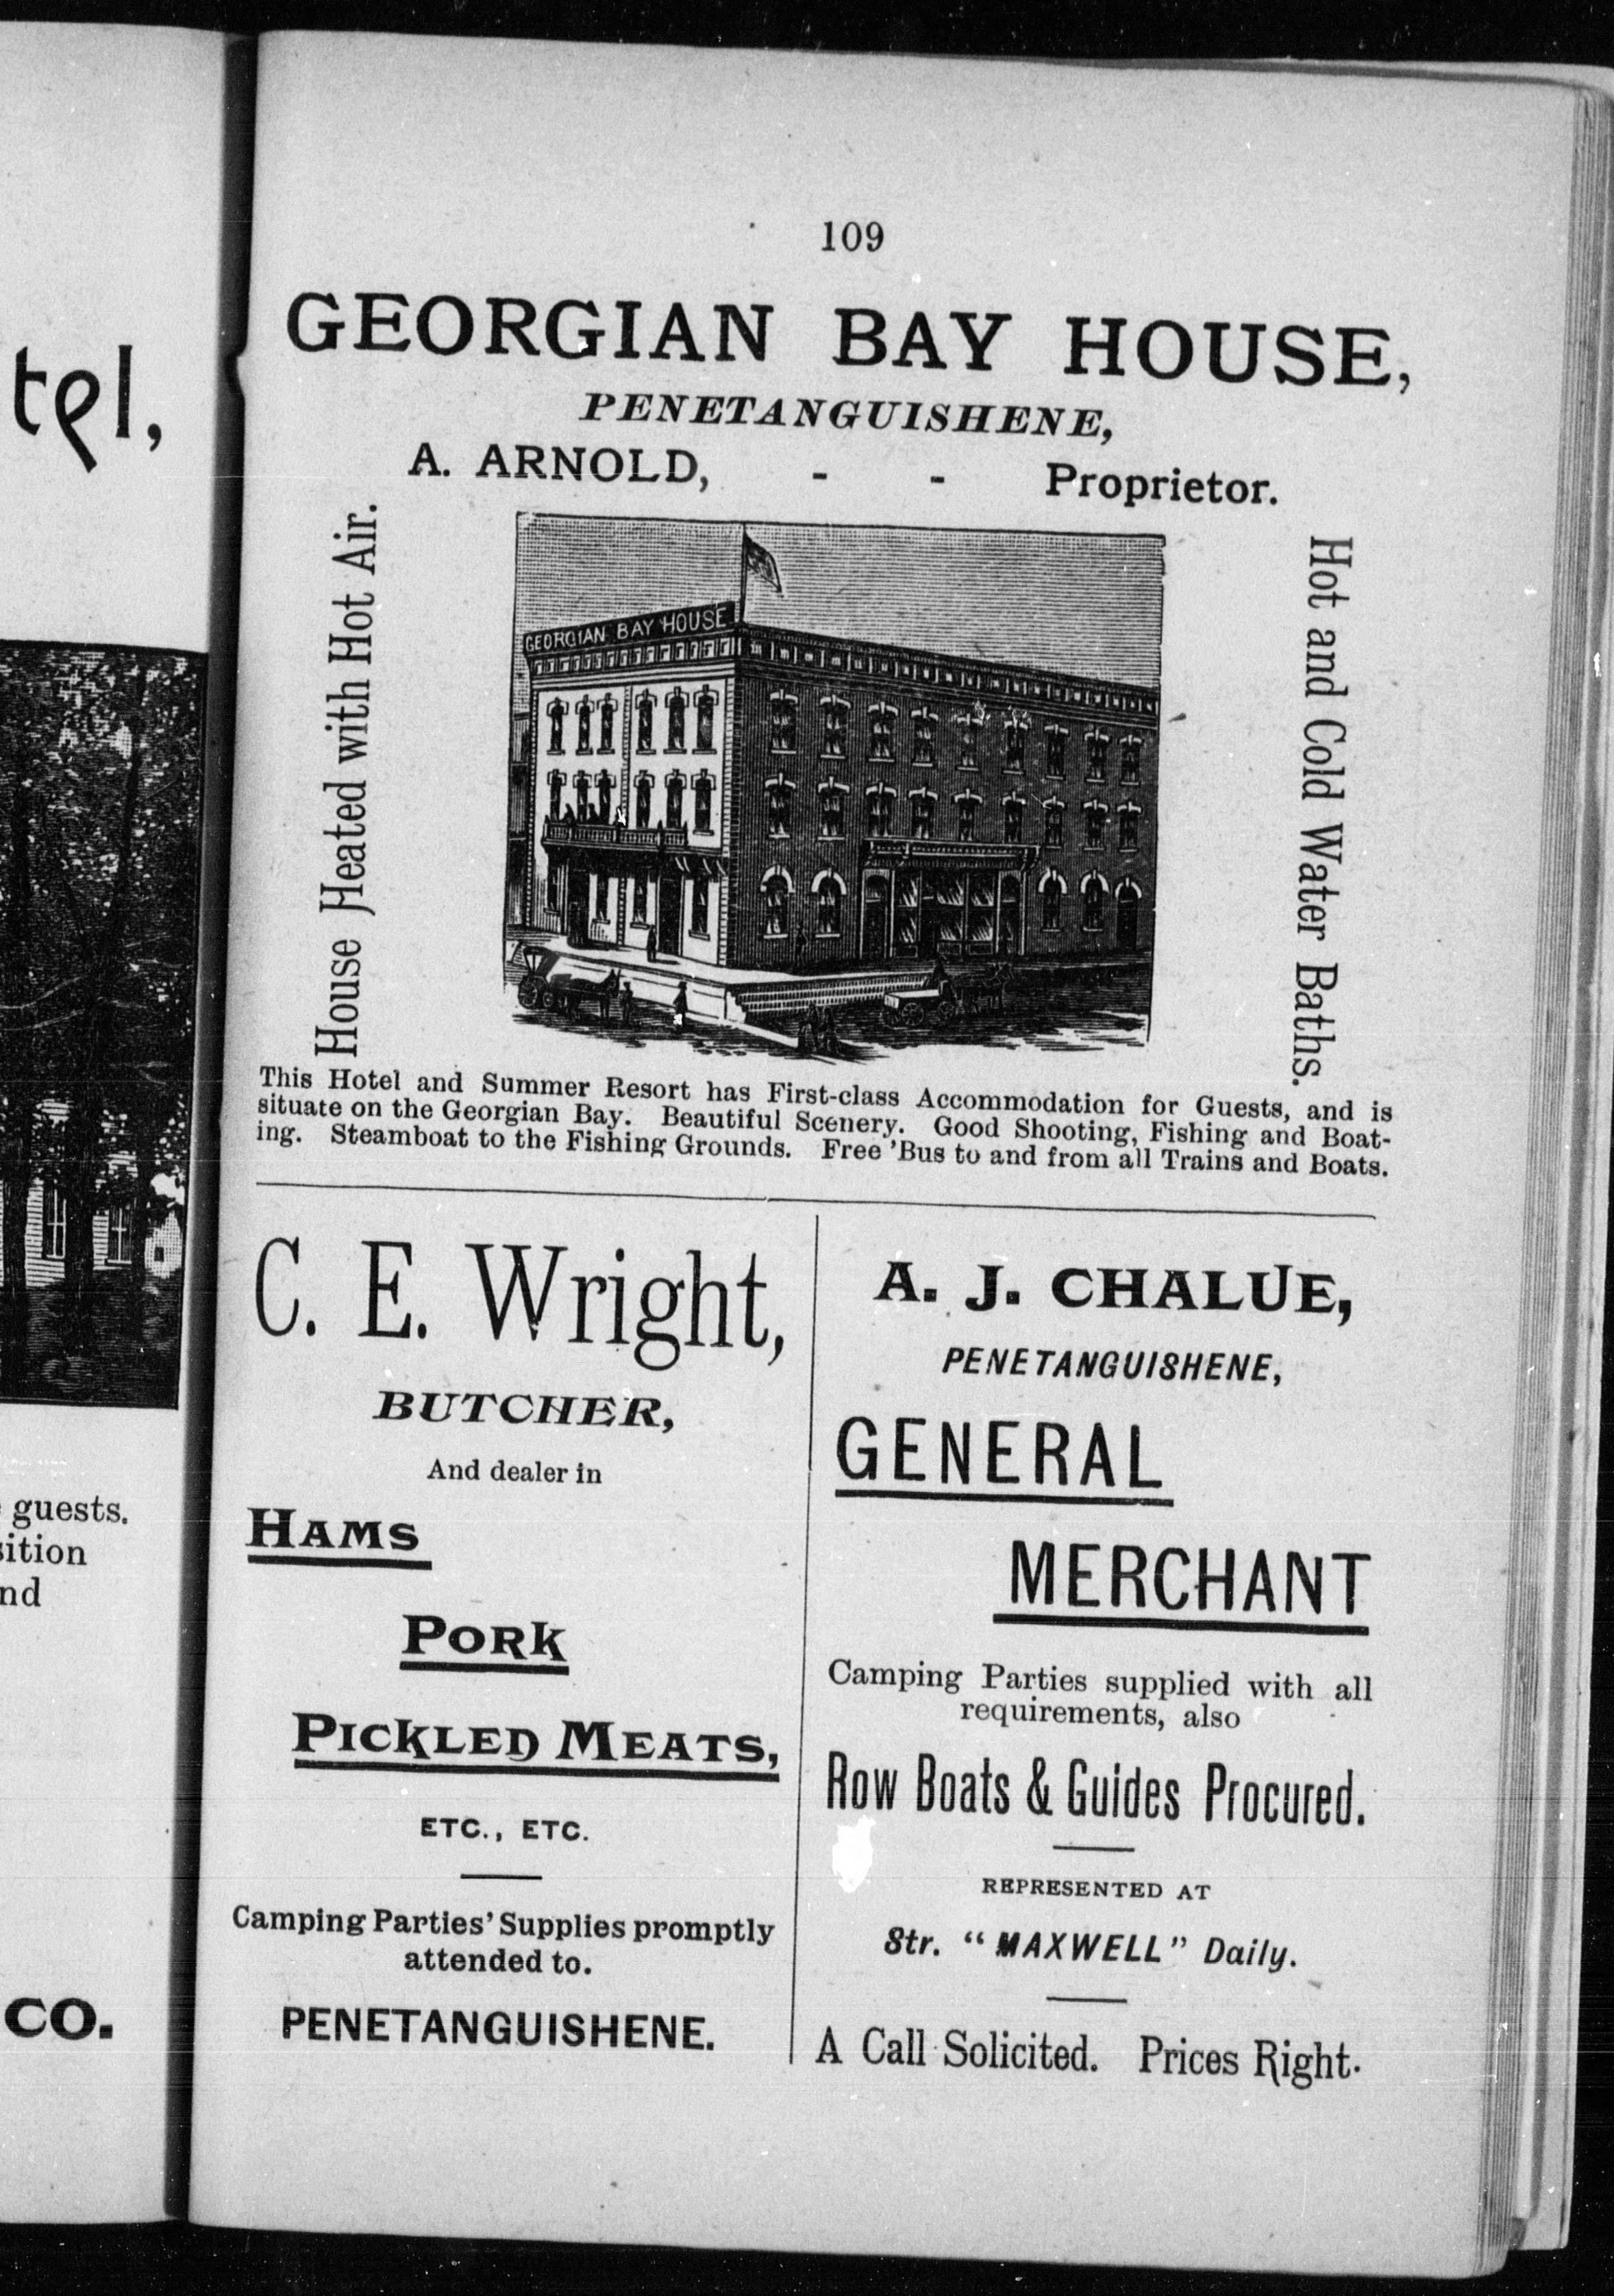 tel,
guests.
nd
CO.
109
GEORGIAN BAY HOUSE,
PENETANGUISHENE,
A. ARNOLD, - - Proprietor.
House Heated with Hot Air.
GEORGIAN BAY HOUSE
Hot and Cold Water Baths.
This Hotel and Summer Resort has First-class Accommodation for Guests, and is
situate on the Georgian Bay. Beautiful Scenery. Good Shooting, Fishing and Boat-
ing. Steamboat to the Fishing Grounds. Free 'Bus to and from all Trains and Boats.
C. E. Wright,
BUTCHER,
And dealer in
HAMS
PORK
PICKLED MEATS,
ETC., ETC.
Camping Parties' Supplies promptly
attended to.
PENETANGUISHENE.
A. J. CHALUE,
PENETANGUISHENE,
GENERAL
MERCHANT
Camping Parties supplied with all
requirements, also
Row Boats & Guides Procured.
REPRESENTED AT
Str. "MAXWELL" Daily.
A Call Solicited. Prices Right.